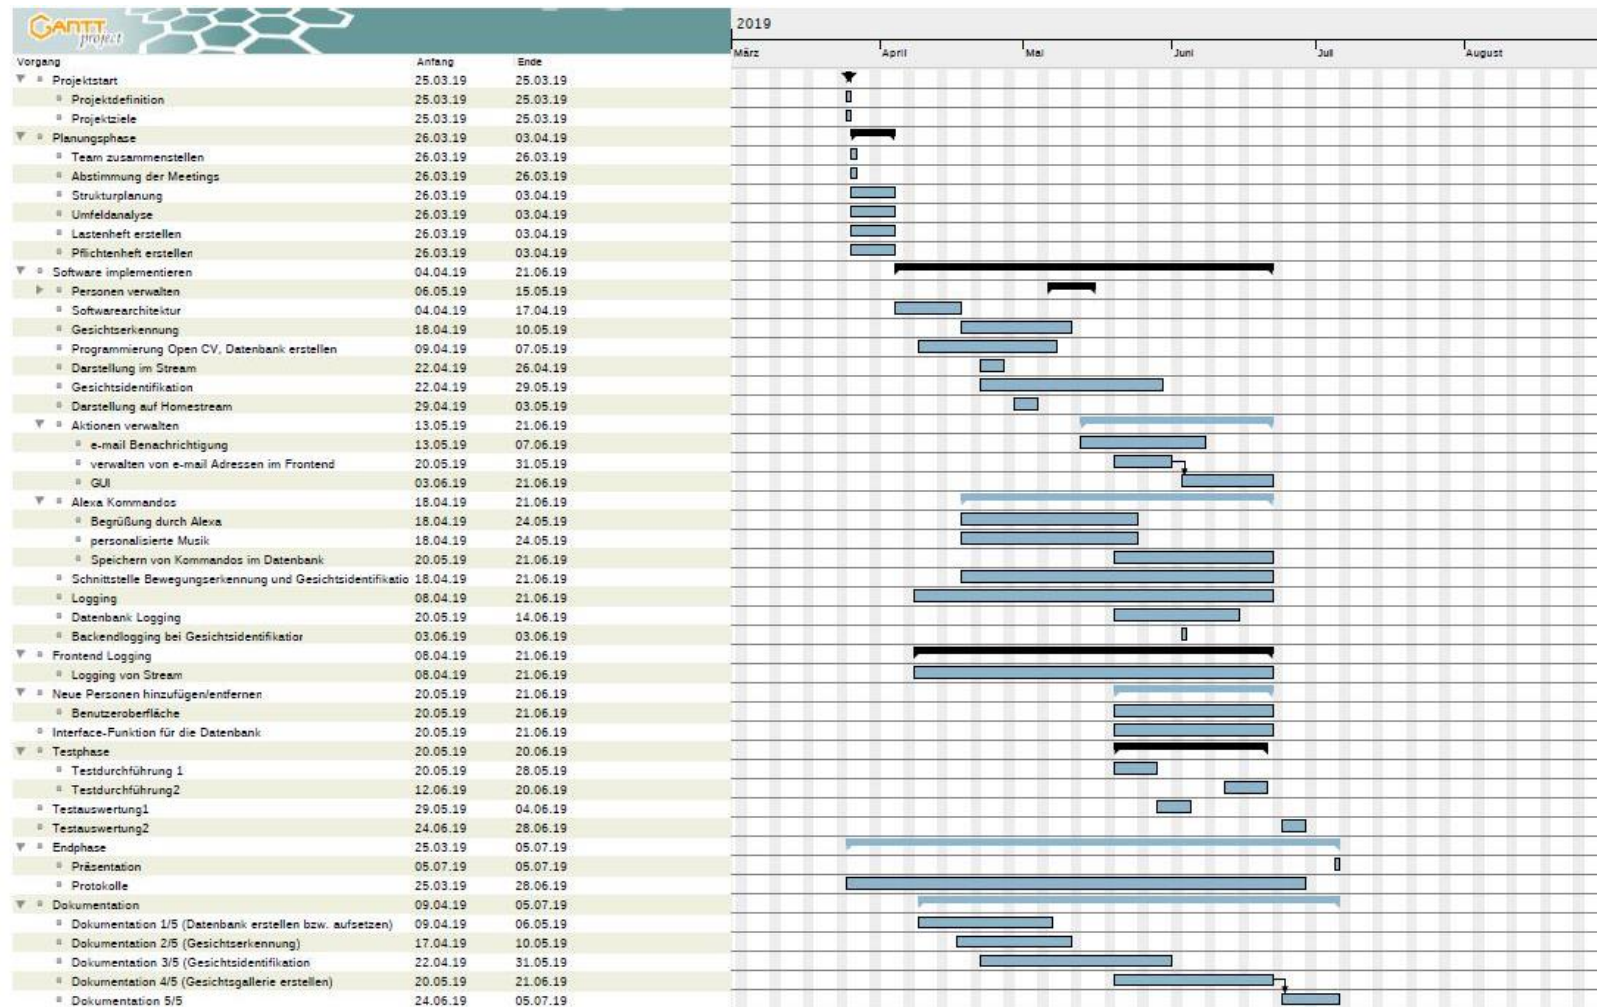 GANTT
project
2019
März April Mai Juni Juli August
Vorgang Anfang Ende
Projektstart 25.03.19 25.03.19
Projektdefinition 25.03.19 25.03.19
Projektziele 25.03.19 25.03.19
Planungsphase 26.03.19 03.04.19
Team zusammenstellen 26.03.19 26.03.19
Abstimmung der Meetings 26.03.19 26.03.19
Strukturplanung 26.03.19 03.04.19
Umfeldanalyse 26.03.19 03.04.19
Lastenheft erstellen 26.03.19 03.04.19
Pflichtenheft erstellen 26.03.19 03.04.19
Software implementieren 04.04.19 21.06.19
Personen verwalten 06.05.19 15.05.19
Softwarearchitektur 04.04.19 17.04.19
Gesichtserkennung 18.04.19 10.05.19
Programmierung Open CV, Datenbank erstellen 09.04.19 07.05.19
Darstellung im Stream 22.04.19 26.04.19
Gesichtsidentifikation 22.04.19 29.05.19
Darstellung auf Homestream 29.04.19 03.05.19
Aktionen verwalten 13.05.19 21.06.19
e-mail Benachrichtigung 13.05.19 07.06.19
verwalten von e-mail Adressen im Frontend 20.05.19 31.05.19
GUI 03.06.19 21.06.19
Alexa Kommandos 18.04.19 21.06.19
Begrüßung durch Alexa 18.04.19 24.05.19
personalisierte Musik 18.04.19 24.05.19
Speichern von Kommandos im Datenbank 20.05.19 21.06.19
Schnittstelle Bewegungserkennung und Gesichtsidentifikatio 18.04.19 21.06.19
Logging 08.04.19 21.06.19
Datenbank Logging 20.05.19 14.06.19
Backendlogging bei Gesichtsidentifikation 03.06.19 03.06.19
Frontend Logging 08.04.19 21.06.19
Logging von Stream 08.04.19 21.06.19
Neue Personen hinzufügen/entfernen 20.05.19 21.06.19
Benutzeroberfläche 20.05.19 21.06.19
Interface-Funktion für die Datenbank 20.05.19 21.06.19
Testphase 20.05.19 20.06.19
Testdurchführung 1 20.05.19 28.05.19
Testdurchführung2 12.06.19 20.06.19
Testauswertung1 29.05.19 04.06.19
Testauswertung2 24.06.19 28.06.19
Endphase 25.03.19 05.07.19
Präsentation 05.07.19 05.07.19
Protokolle 25.03.19 28.06.19
Dokumentation 09.04.19 05.07.19
Dokumentation 1/5 (Datenbank erstellen bzw. aufsetzen) 09.04.19 06.05.19
Dokumentation 2/5 (Gesichtserkennung) 17.04.19 10.05.19
Dokumentation 3/5 (Gesichtsidentifikation 22.04.19 31.05.19
Dokumentation 4/5 (Gesichtsgallerie erstellen) 20.05.19 21.06.19
Dokumentation 5/5 24.06.19 05.07.19